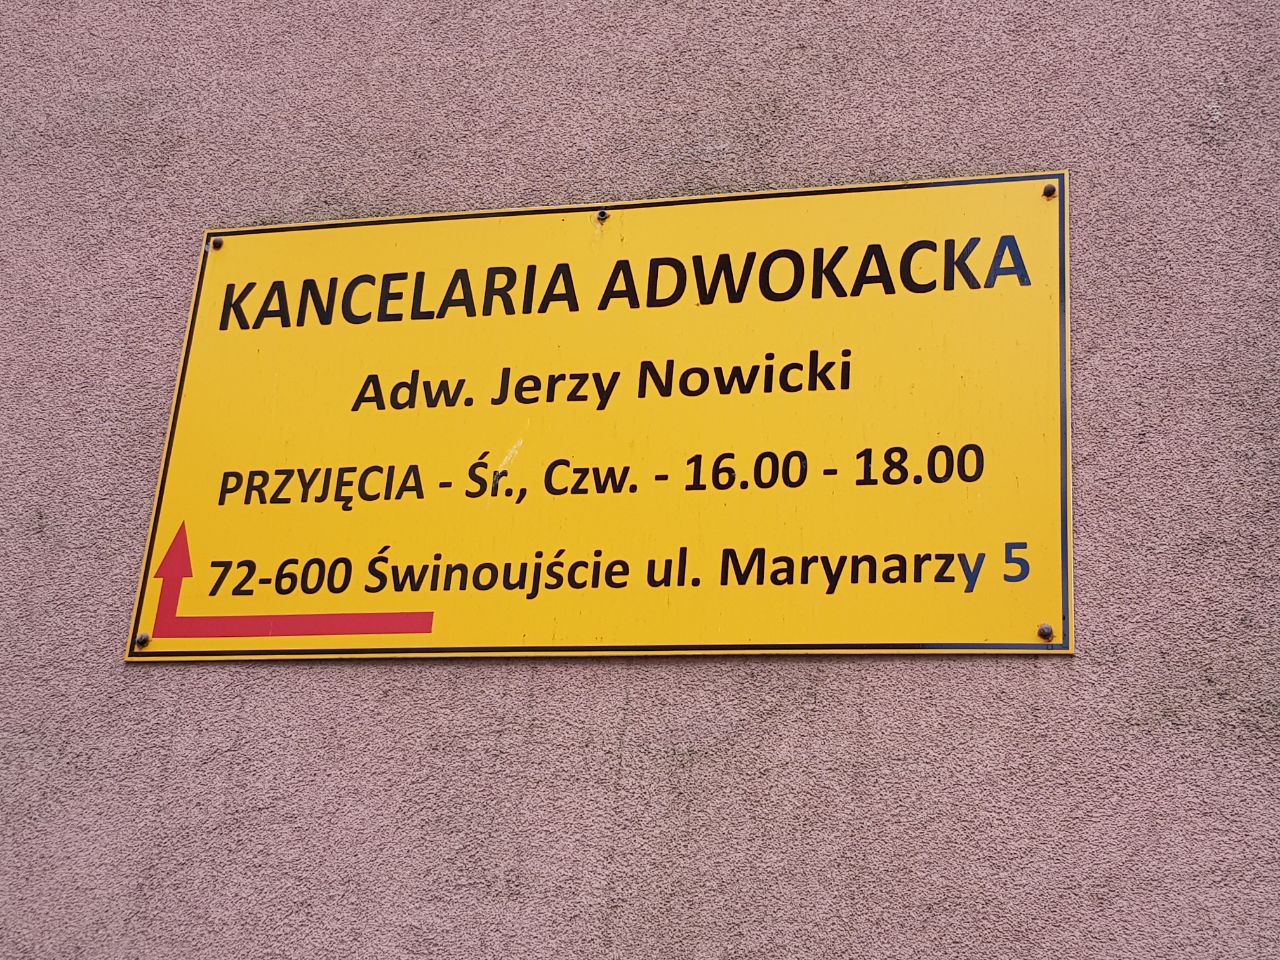 KANCELARIA ADWOKACKA
Adw. Jerzy Nowicki
PRZYJĘCIA - Śr., Czw. - 16.00 - 18.00
72-600 Świnoujście ul. Marynarzy 5